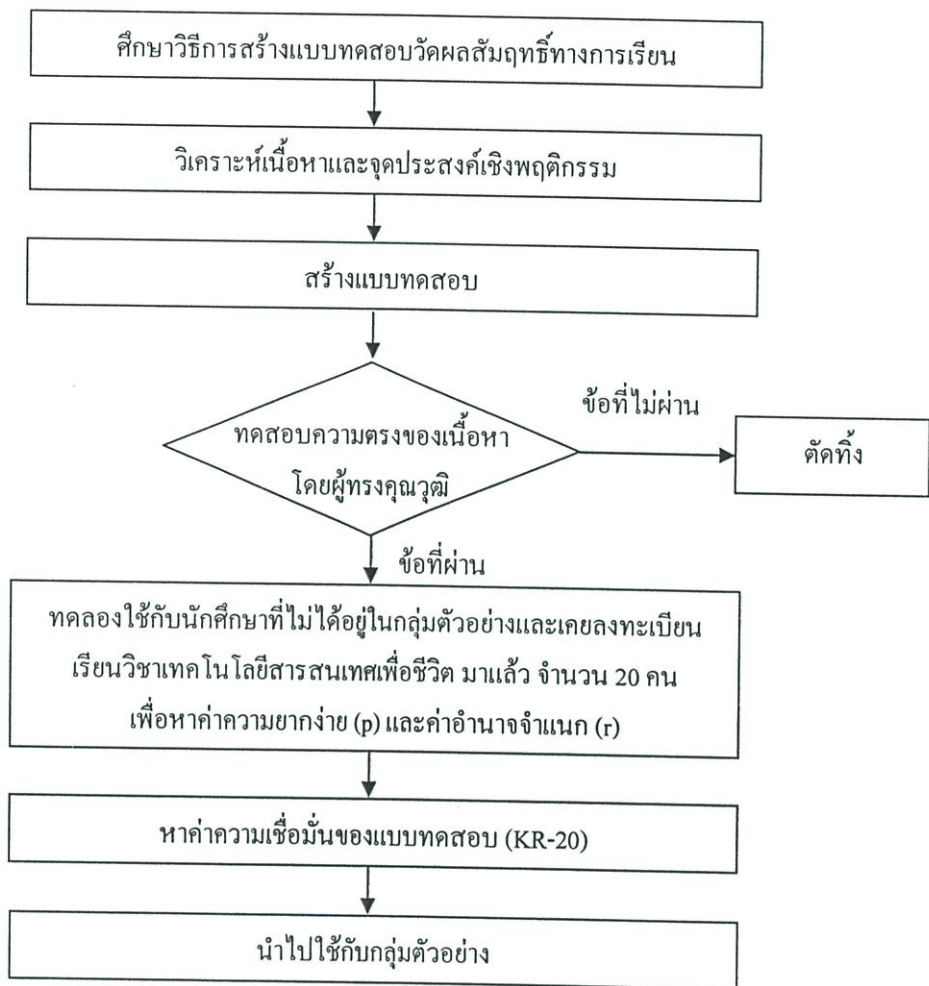 ศึกษาวิธีการสร้างแบบทดสอบวัดผลสัมฤทธิ์ทางการเรียน
วิเคราะห์เนื้อหาและจุดประสงค์เชิงพฤติกรรม
สร้างแบบทดสอบ
ทดสอบความตรงของเนื้อหา
โดยผู้ทรงคุณวุฒิ
ข้อที่ไม่ผ่าน
ตัดทิ้ง
ข้อที่ผ่าน
ทดลองใช้กับนักศึกษาที่ไม่ได้อยู่ในกลุ่มตัวอย่างและเคยลงทะเบียน
เรียนวิชาเทคโนโลยีสารสนเทศเพื่อชีวิต มาแล้ว จำนวน 20 คน
เพื่อหาค่าความยากง่าย (p) และค่าอำนาจจำแนก (r)
หาค่าความเชื่อมั่นของแบบทดสอบ (KR-20)
นำไปใช้กับกลุ่มตัวอย่าง